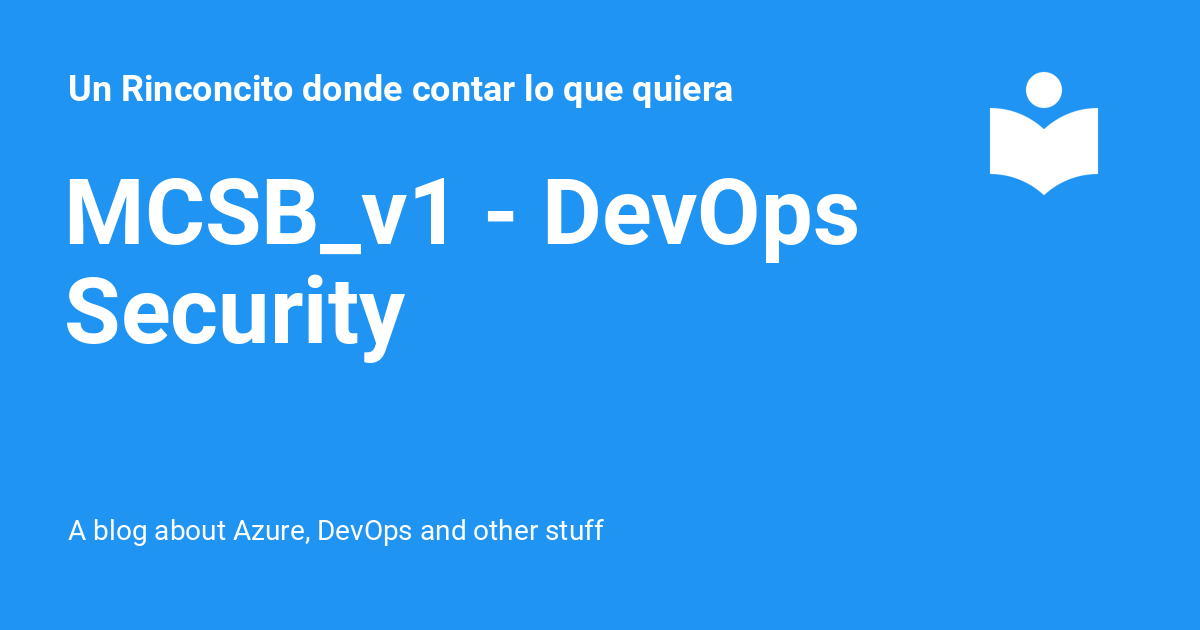 Un Rinconcito donde contar lo que quiera
MCSB_v1 - DevOps
Security
A blog about Azure, DevOps and other stuff